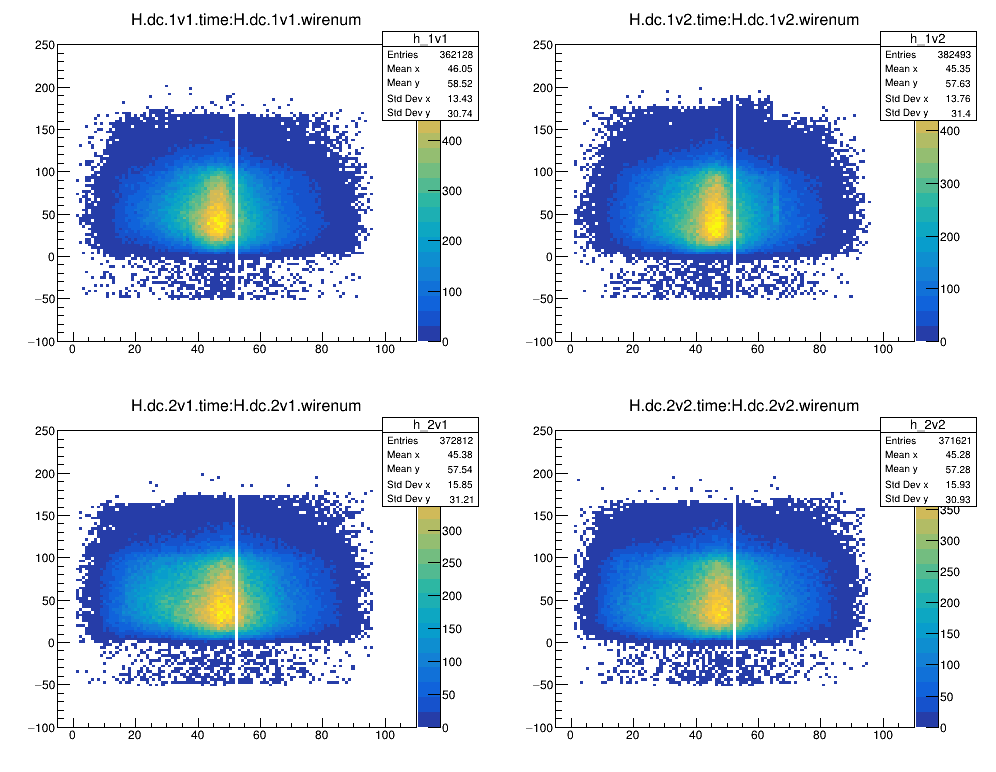 H.dc.1v1.time:H.dc.1v1.wirenum
h_1v1
Entries 362128
Mean x 46.05
Mean y 58.52
Std Dev x 13.43
Std Dev y 30.74
250
200
150
100
50
0
−50
−100
0 20 40 60 80 100
400
300
200
100
0
H.dc.1v2.time:H.dc.1v2.wirenum
h_1v2
Entries 382493
Mean x 45.35
Mean y 57.63
Std Dev x 13.76
Std Dev y 31.4
250
200
150
100
50
0
−50
−100
0 20 40 60 80 100
400
300
200
100
0
H.dc.2v1.time:H.dc.2v1.wirenum
h_2v1
Entries 372812
Mean x 45.38
Mean y 57.54
Std Dev x 15.85
Std Dev y 31.21
250
200
150
100
50
0
−50
−100
0 20 40 60 80 100
300
250
200
150
100
50
0
H.dc.2v2.time:H.dc.2v2.wirenum
h_2v2
Entries 371621
Mean x 45.28
Mean y 57.28
Std Dev x 15.93
Std Dev y 30.93
250
200
150
100
50
0
−50
−100
0 20 40 60 80 100
350
300
250
200
150
100
50
0